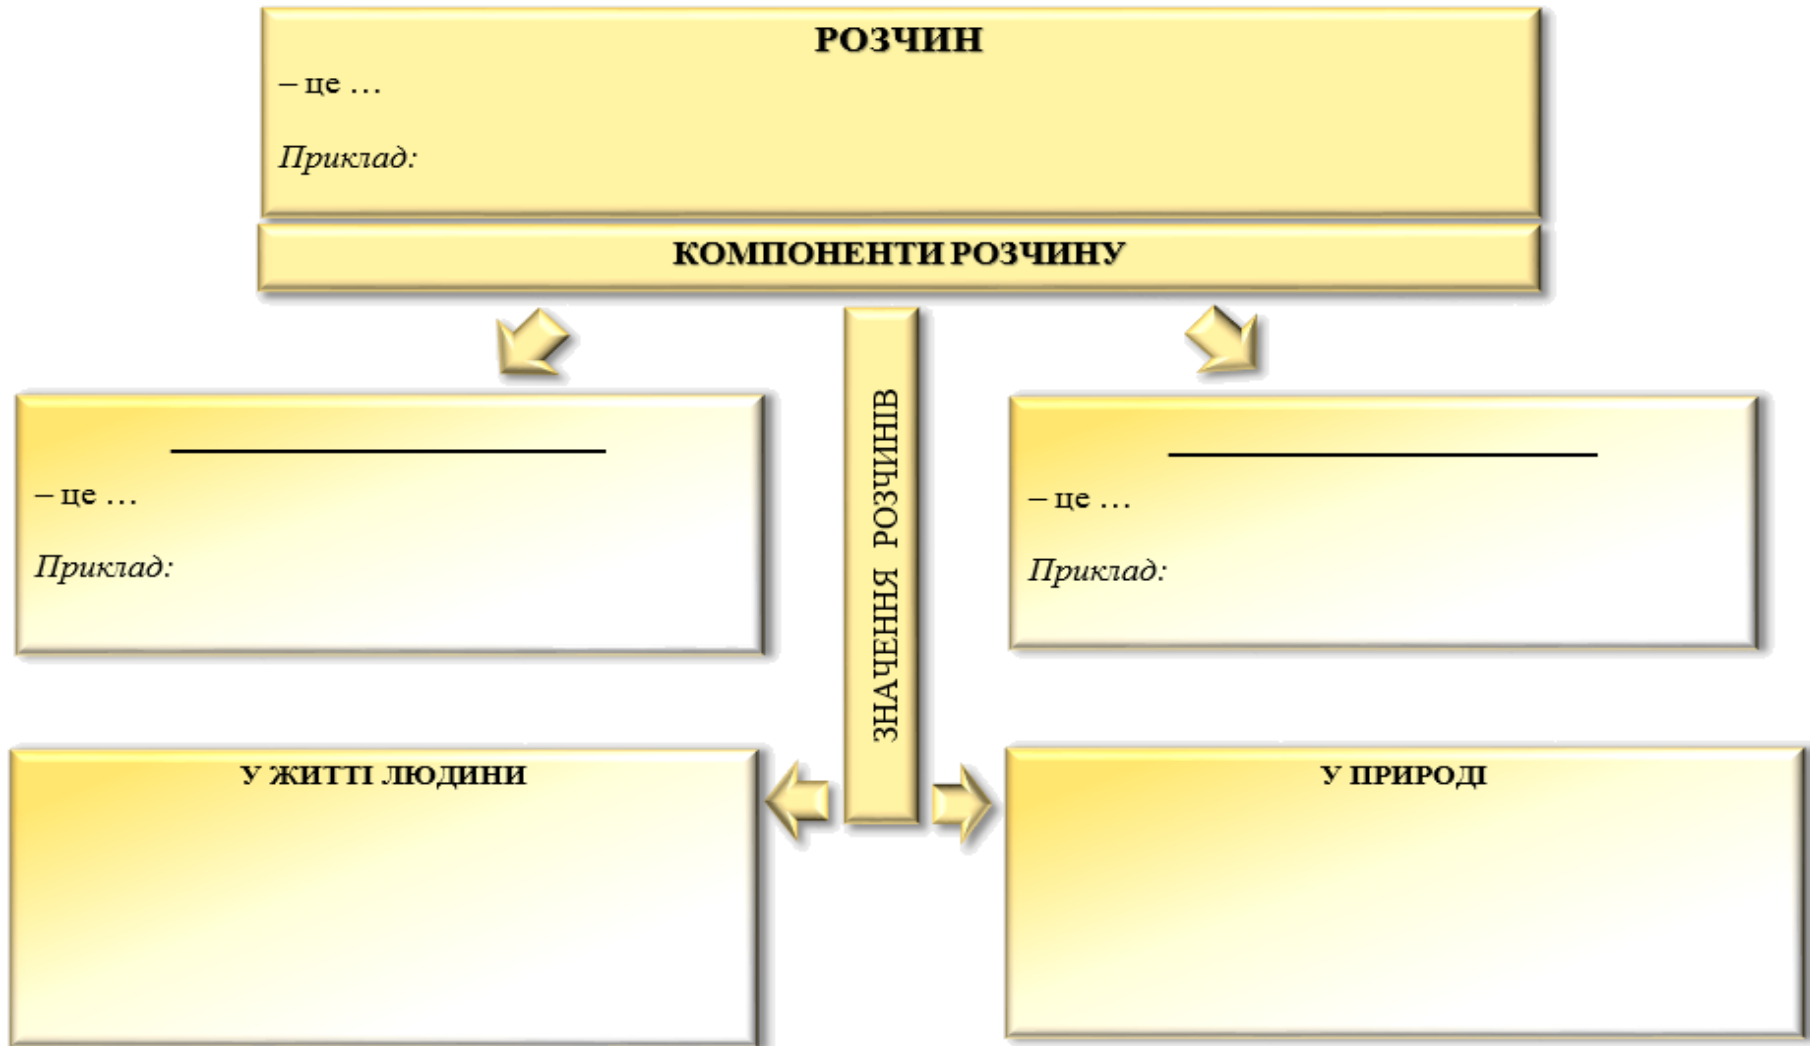 РОЗЧИН
– це …
Приклад:
КОМПОНЕНТИ РОЗЧИНУ
– це …
Приклад:
ЗНАЧЕННЯ РОЗЧИНІВ
– це …
Приклад:
У ЖИТТІ ЛЮДИНИ
У ПРИРОДІ